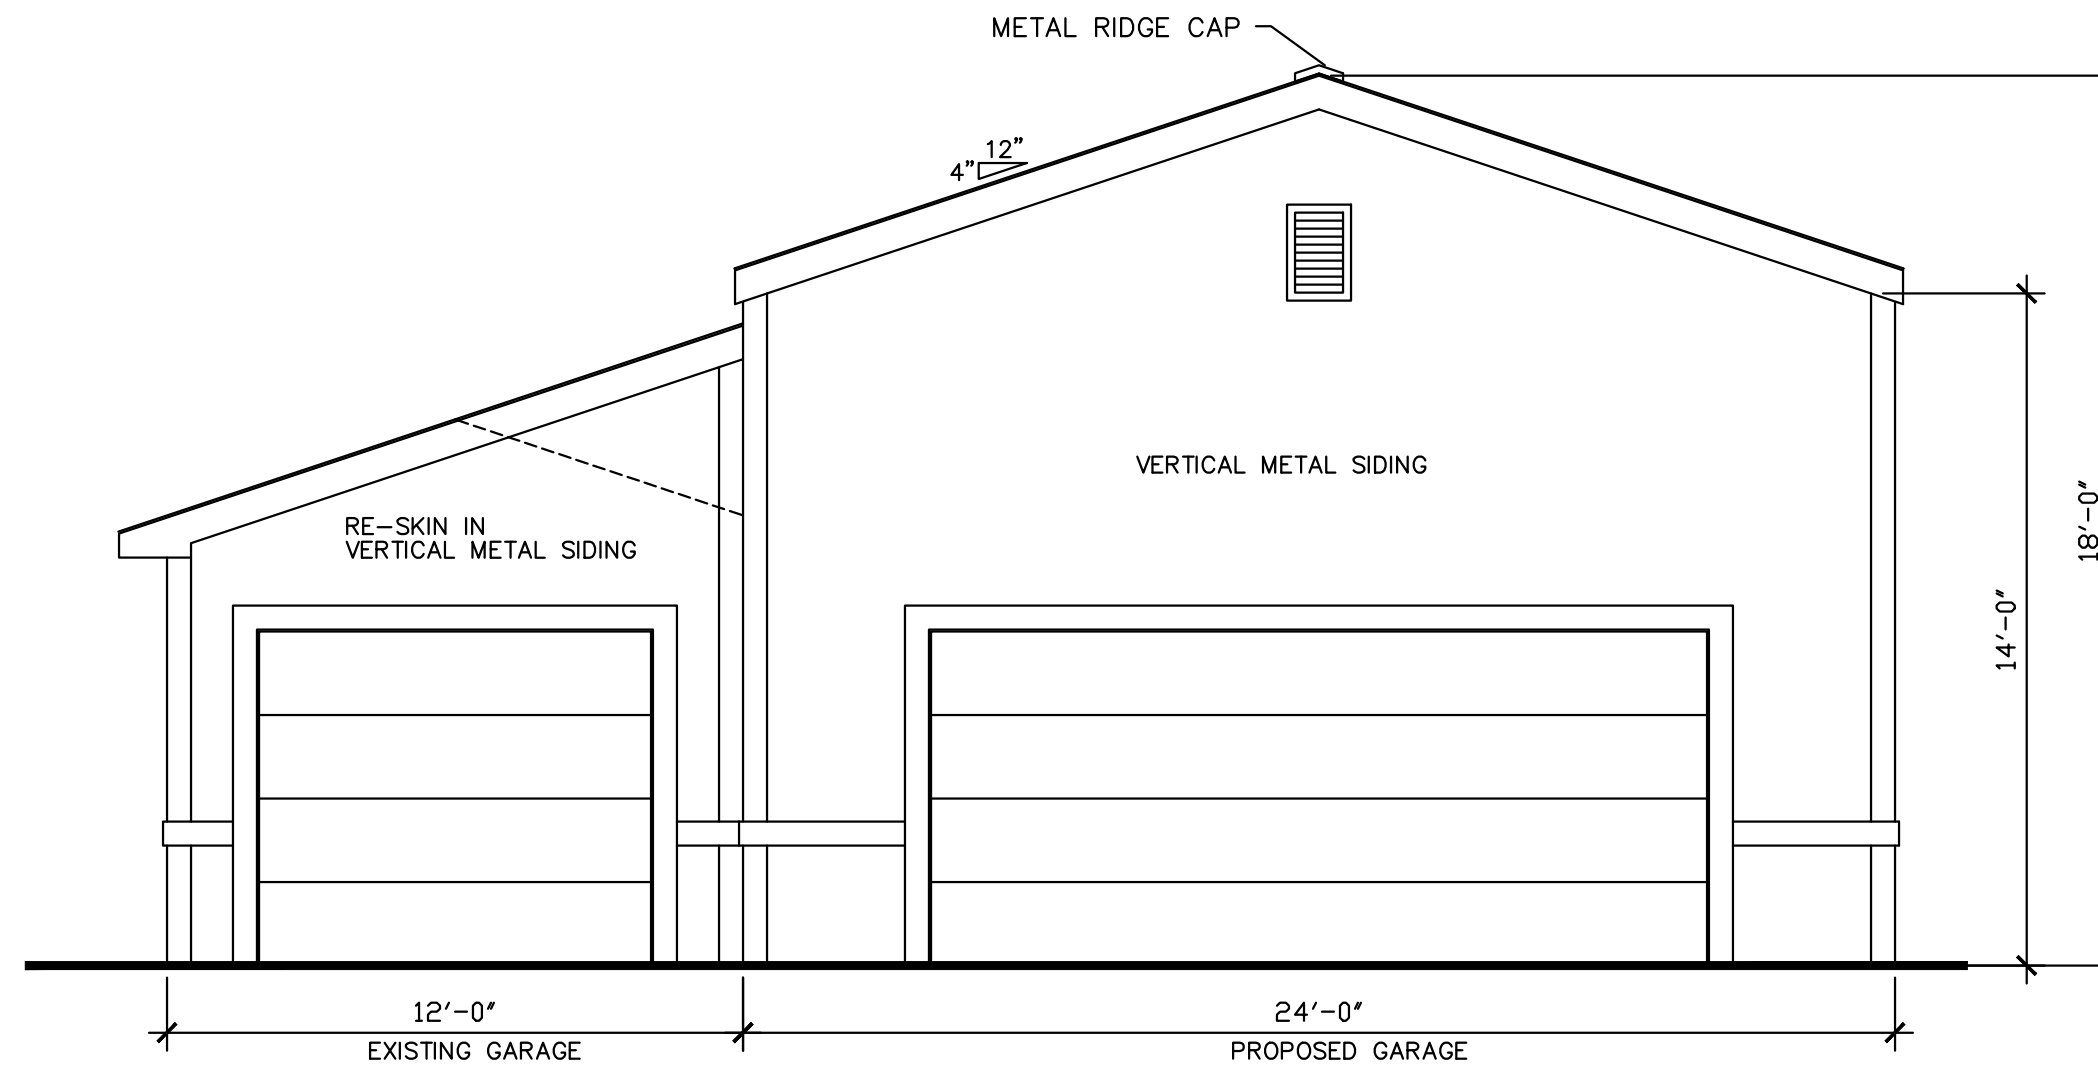 METAL RIDGE CAP
12”
4”
VERTICAL METAL SIDING
RE-SKIN IN
VERTICAL METAL SIDING
18'-0"
14'-0"
12'-0"
EXISTING GARAGE
24'-0"
PROPOSED GARAGE